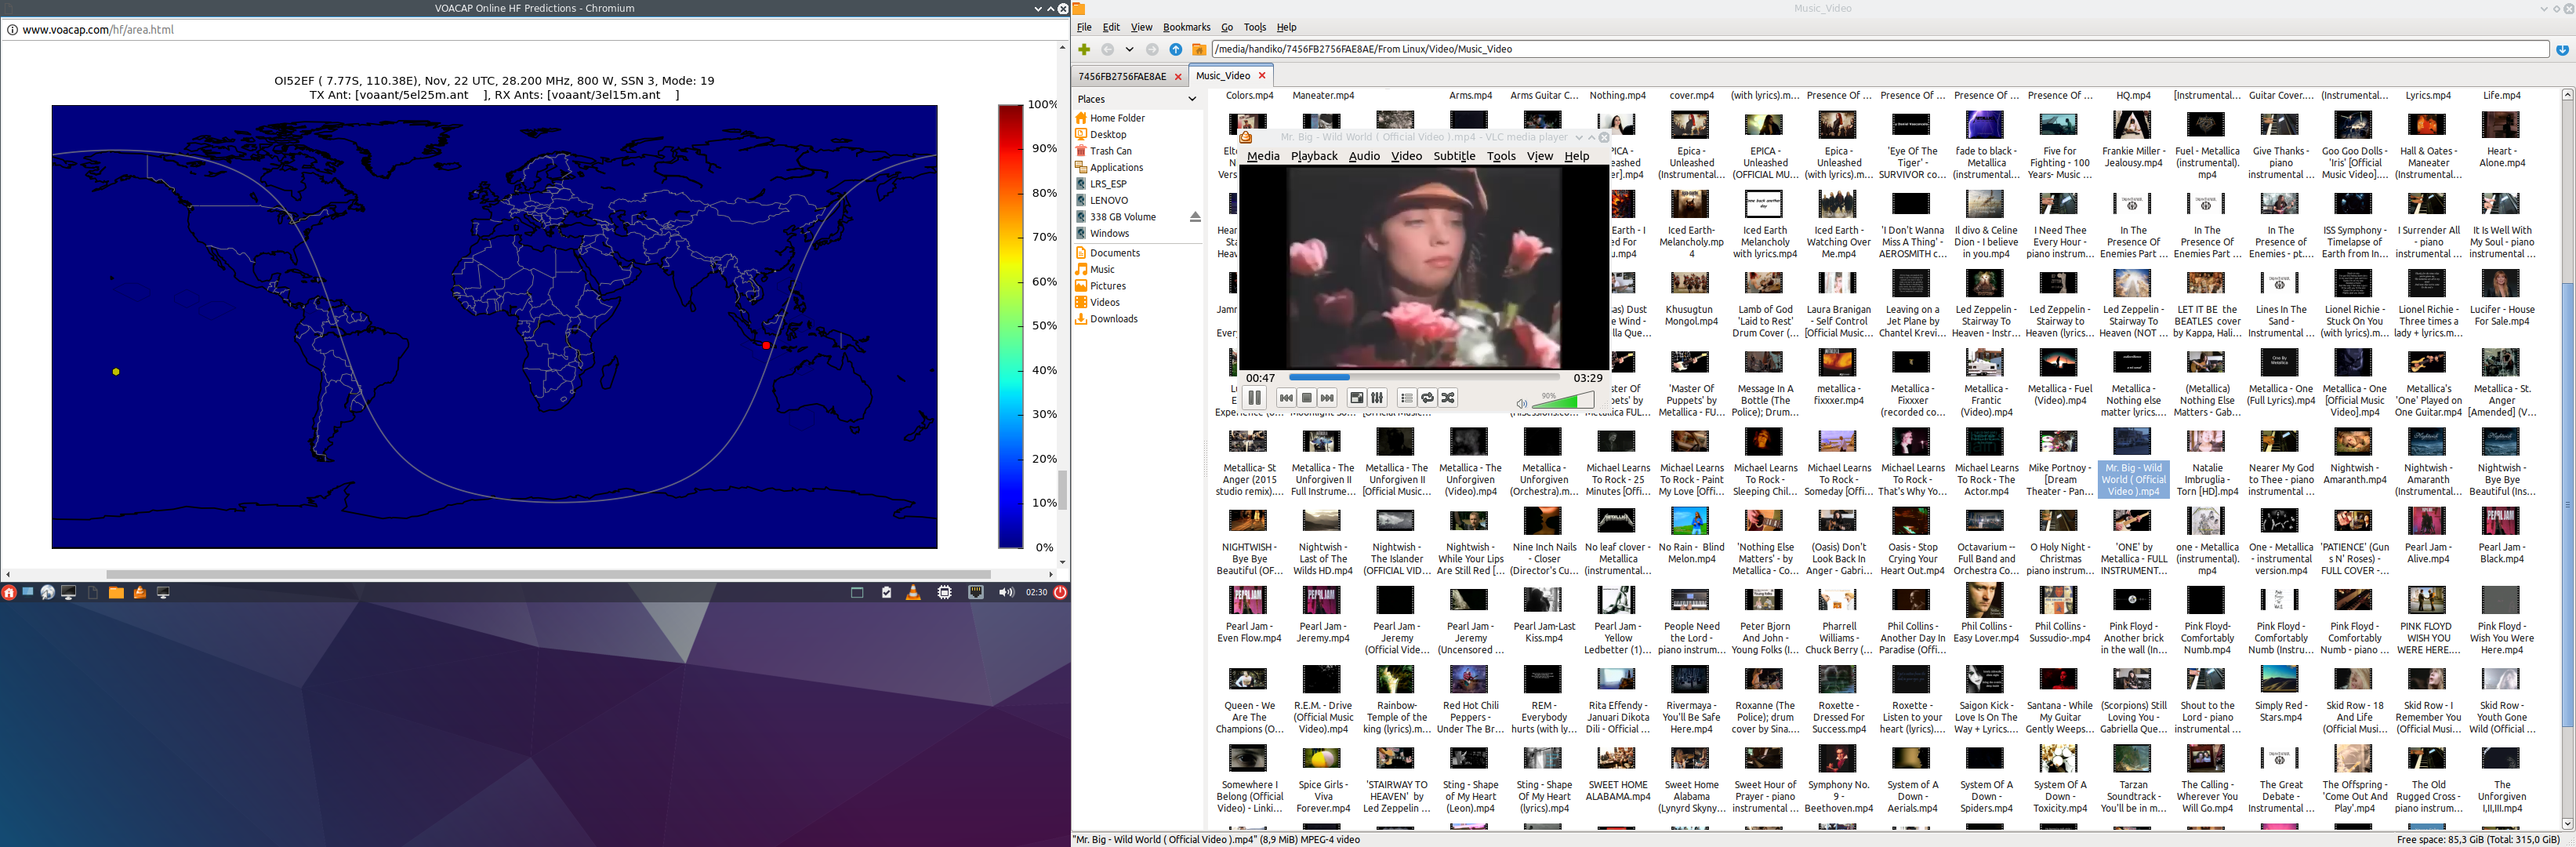 VOACAP Online HF Predictions - Chromium
www.voacap.com/hf/area.html
OI52EF ( 7.77S, 110.38E), Nov, 22 UTC, 28.200 MHz, 800 W, SSN 3, Mode: 19
TX Ant: [voaant/5el25m.ant ], RX Ants: [voaant/3el15m.ant ]
100%
90%
80%
70%
60%
50%
40%
30%
20%
10%
0%
02:30
Music_Video
File Edit View Bookmarks Go Tools Help
/media/handiko/7456FB2756FAE8AE/From Linux/Video/Music_Video
7456FB2756FAE8AE
Music_Video
Places
Home Folder
Desktop
Trash Can
Applications
LRS_ESP
LENOVO
338 GB Volume
Windows
Documents
Music
Pictures
Videos
Downloads
Mr. Big - Wild World ( Official Video ).mp4 - VLC media player
Media Playback Audio Video Subtitle Tools View Help
00:47
03:29
90%
Colors.mp4 Maneater.mp4 Arms.mp4 Arms Guitar C... Nothing.mp4 cover.mp4 (with lyrics).m... Presence Of ... Presence Of ... Presence Of ... Presence Of ... HQ.mp4 [Instrumental... Guitar Cover.... (Instrumental... Lyrics.mp4 Life.mp4
Epica - Unleashed (Instrumental...
EPICA - Unleashed (OFFICIAL MU...
Epica - Unleashed (with lyrics).m...
'Eye Of The Tiger' - SURVIVOR co...
fade to black - Metallica (instrumental...
Five for Fighting - 100 Years- Music ...
Frankie Miller - Jealousy.mp4
Fuel - Metallica (instrumental).mp4
Give Thanks - piano instrumental ...
Goo Goo Dolls - 'Iris' [Official Music Video]....
Hall & Oates - Maneater (Instrumental...
Heart - Alone.mp4
Iced Earth- Melancholy.mp4
Iced Earth Melancholy with lyrics.mp4
Iced Earth - Watching Over Me.mp4
'I Don't Wanna Miss A Thing' - AEROSMITH c...
Il divo & Celine Dion - I believe in you.mp4
I Need Thee Every Hour - piano instrum...
In The Presence Of Enemies Part ...
In The Presence Of Enemies Part ...
In The Presence of Enemies - pt....
ISS Symphony - Timelapse of Earth from In...
I Surrender All - piano instrumental ...
It Is Well With My Soul - piano instrumental ...
Khusugtun Mongol.mp4
Lamb of God 'Laid to Rest' Drum Cover (...
Laura Branigan - Self Control [Official Music...
Leaving on a Jet Plane by Chantel Krevi...
Led Zeppelin - Stairway To Heaven - Instr...
Led Zeppelin - Stairway to Heaven (lyrics)...
Led Zeppelin - Stairway To Heaven (NOT ...
LET IT BE the BEATLES cover by Kappa, Hali...
Lines In The Sand - Instrumental ...
Lionel Richie - Stuck On You (with lyrics).m...
Lionel Richie - Three times a lady + lyrics.m...
Lucifer - House For Sale.mp4
'Master Of Puppets' by Metallica - FU...
Message In A Bottle (The Police); Drum...
metallica - fixxxer.mp4
Metallica - Fixxxer (recorded co...
Metallica - Frantic (Video).mp4
Metallica - Fuel (Video).mp4
Metallica - Nothing else matter lyrics....
(Metallica) Nothing Else Matters - Gab...
Metallica - One (Full Lyrics).mp4
Metallica - One [Official Music Video].mp4
Metallica's 'One' Played on One Guitar.mp4
Metallica - St. Anger [Amended] (V...
Metallica- St Anger (2015 studio remix)....
Metallica - The Unforgiven II Full Instrume...
Metallica - The Unforgiven II [Official Music...
Metallica - The Unforgiven (Video).mp4
Metallica - Unforgiven (Orchestra).m...
Michael Learns To Rock - 25 Minutes [Offi...
Michael Learns To Rock - Paint My Love [Offi...
Michael Learns To Rock - Sleeping Chil...
Michael Learns To Rock - Someday [Offi...
Michael Learns To Rock - That's Why Yo...
Michael Learns To Rock - The Actor.mp4
Mike Portnoy - [Dream Theater - Pan...
Mr. Big - Wild World ( Official Video ).mp4
Natalie Imbruglia - Torn [HD].mp4
Nearer My God to Thee - piano instrumental ...
Nightwish - Amaranth.mp4
Nightwish - Amaranth (Instrumental...
Nightwish - Bye Bye Beautiful (Ins...
NIGHTWISH - Bye Bye Beautiful (OF...
Nightwish - Last of The Wilds HD.mp4
Nightwish - The Islander (OFFICIAL VID...
Nightwish - While Your Lips Are Still Red [...
Nine Inch Nails - Closer (Director's Cu...
No leaf clover - Metallica (instrumental...
No Rain - Blind Melon.mp4
'Nothing Else Matters' - by Metallica - Co...
(Oasis) Don't Look Back In Anger - Gabri...
Oasis - Stop Crying Your Heart Out.mp4
Octavarium -- Full Band and Orchestra Co...
O Holy Night - Christmas piano instrum...
'ONE' by Metallica - FULL INSTRUMENT...
one - Metallica (instrumental).mp4
One - Metallica - instrumental version.mp4
'PATIENCE' (Gun s N' Roses) - FULL COVER -...
Pearl Jam - Alive.mp4
Pearl Jam - Black.mp4
Pearl Jam - Even Flow.mp4
Pearl Jam - Jeremy.mp4
Pearl Jam - Jeremy (Official Vide...
Pearl Jam - Jeremy (Uncensored ...
Pearl Jam-Last Kiss.mp4
Pearl Jam - Yellow Ledbetter (1)...
People Need the Lord - piano instrum...
Peter Bjorn And John - Young Folks (I...
Pharrell Williams - Chuck Berry (...
Phil Collins - Another Day In Paradise (Offi...
Phil Collins - Easy Lover.mp4
Phil Collins - Sussudio-.mp4
Pink Floyd - Another brick in the wall (In...
Pink Floyd- Comfortably Numb.mp4
Pink Floyd - Comfortably Numb (Instru...
Pink Floyd - Comfortably Numb - piano ...
PINK FLOYD WISH YOU WERE HERE....
Pink Floyd - Wish You Were Here.mp4
Queen - We Are The Champions (O...
R.E.M. - Drive (Official Music Video).mp4
Rainbow- Temple of the king (lyrics).m...
Red Hot Chili Peppers - Under The Br...
REM - Everybody hurts (with ly...
Rita Effendy - Januari Dikota Dili - Official ...
Rivermaya - You'll Be Safe Here.mp4
Roxanne (The Police); drum cover by Sina....
Roxette - Dressed For Success.mp4
Roxette - Listen to your heart (lyrics)....
Saigon Kick - Love Is On The Way + Lyrics....
Santana - While My Guitar Gently Weeps...
(Scorpions) Still Loving You - Gabriella Que...
Shout to the Lord - piano instrumental ...
Simply Red - Stars.mp4
Skid Row - 18 And Life (Official Musi...
Skid Row - I Remember You (Official Musi...
Skid Row - Youth Gone Wild (Official ...
Somewhere I Belong (Official Video) - Linki...
Spice Girls - Viva Forever.mp4
'STAIRWAY TO HEAVEN' by Led Zeppelin ...
Sting - Shape of My Heart (Leon).mp4
Sting - Shape Of My Heart (lyrics).mp4
SWEET HOME ALABAMA.mp4
Sweet Home Alabama (Lynyrd Skyny...
Sweet Hour of Prayer - piano instrumental ...
Symphony No. 9 - Beethoven.mp4
System of A Down - Aerials.mp4
System Of A Down - Spiders.mp4
System Of A Down - Toxicity.mp4
Tarzan Soundtrack - You'll be in m...
The Calling - Wherever You Will Go.mp4
The Great Debate - Instrumental ...
The Offspring - 'Come Out And Play'.mp4
The Old Rugged Cross - piano instrum...
The Unforgiven I,II,III.mp4
"Mr. Big - Wild World ( Official Video ).mp4" (8,9 MiB) MPEG-4 video
Free space: 85,3 GiB (Total: 315,0 GiB)